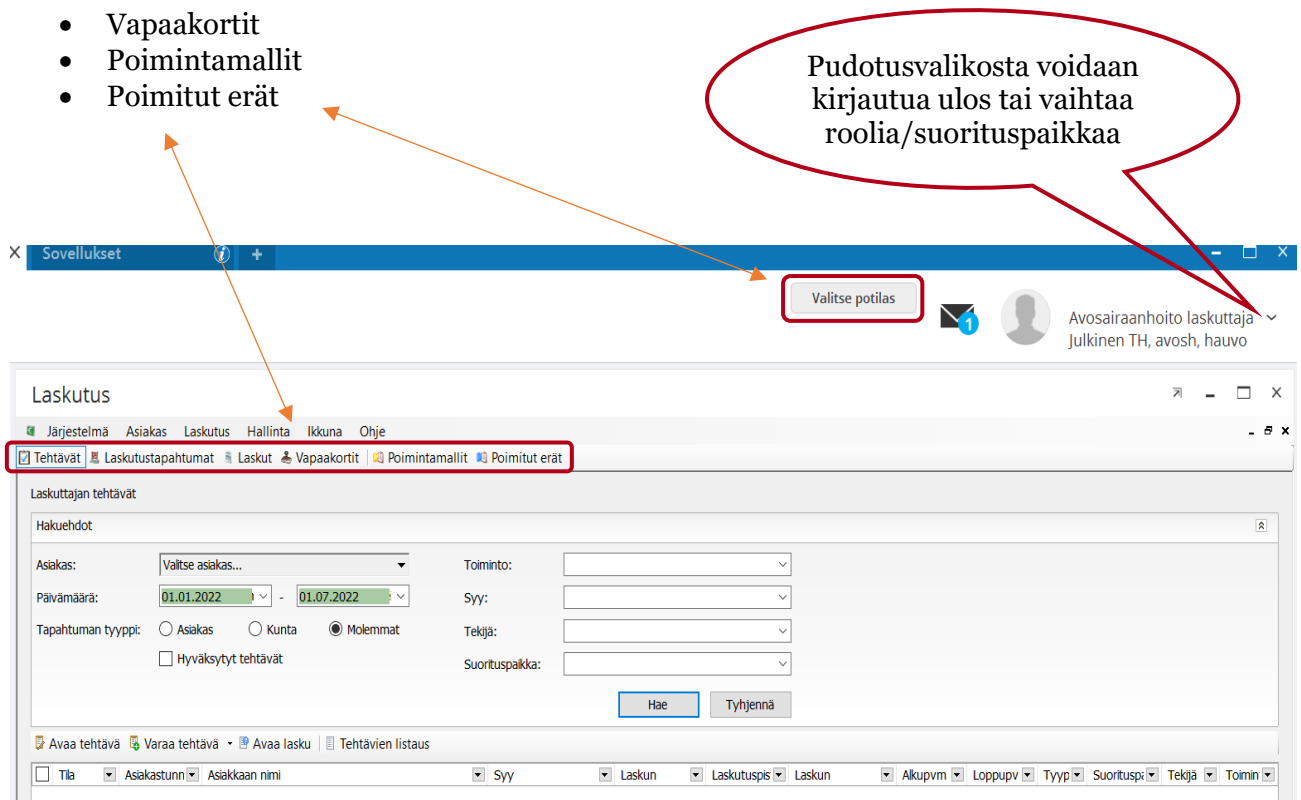 • Vapaakortit
• Poimintamallit
• Poimitut erät
Pudotusvalikosta voidaan
kirjautua ulos tai vaihtaa
roolia/suorituspaikkaa
Sovellukset
Valitse potilas
1
Avosairaanhoito laskuttaja
Julkinen TH, avosh, hauvo
Laskutus
Järjestelmä Asiakas Laskutus Hallinta Ikkuna Ohje
Tehtävät Laskutustapahtumat Laskut Vapaakortit Poimintamallit Poimitut erät
Laskuttajan tehtävät
Hakuehdot
Asiakas: Valitse asiakas... Toiminto:
Päivämäärä: 01.01.2022 - 01.07.2022 Syy:
Tapahtuman tyyppi: Asiakas Kunta Molemmat Tekijä:
Hyväksytyt tehtävät Suorituspaikka:
Hae Tyhjennä
Avaa tehtävä Varaa tehtävä Avaa lasku Tehtävien listaus
Tila Asiakastunn Asiakkaan nimi Syy Laskun Laskutuspis Laskun Alkupvm Loppupv Tyyp Suorituspa Tekijä Toimin